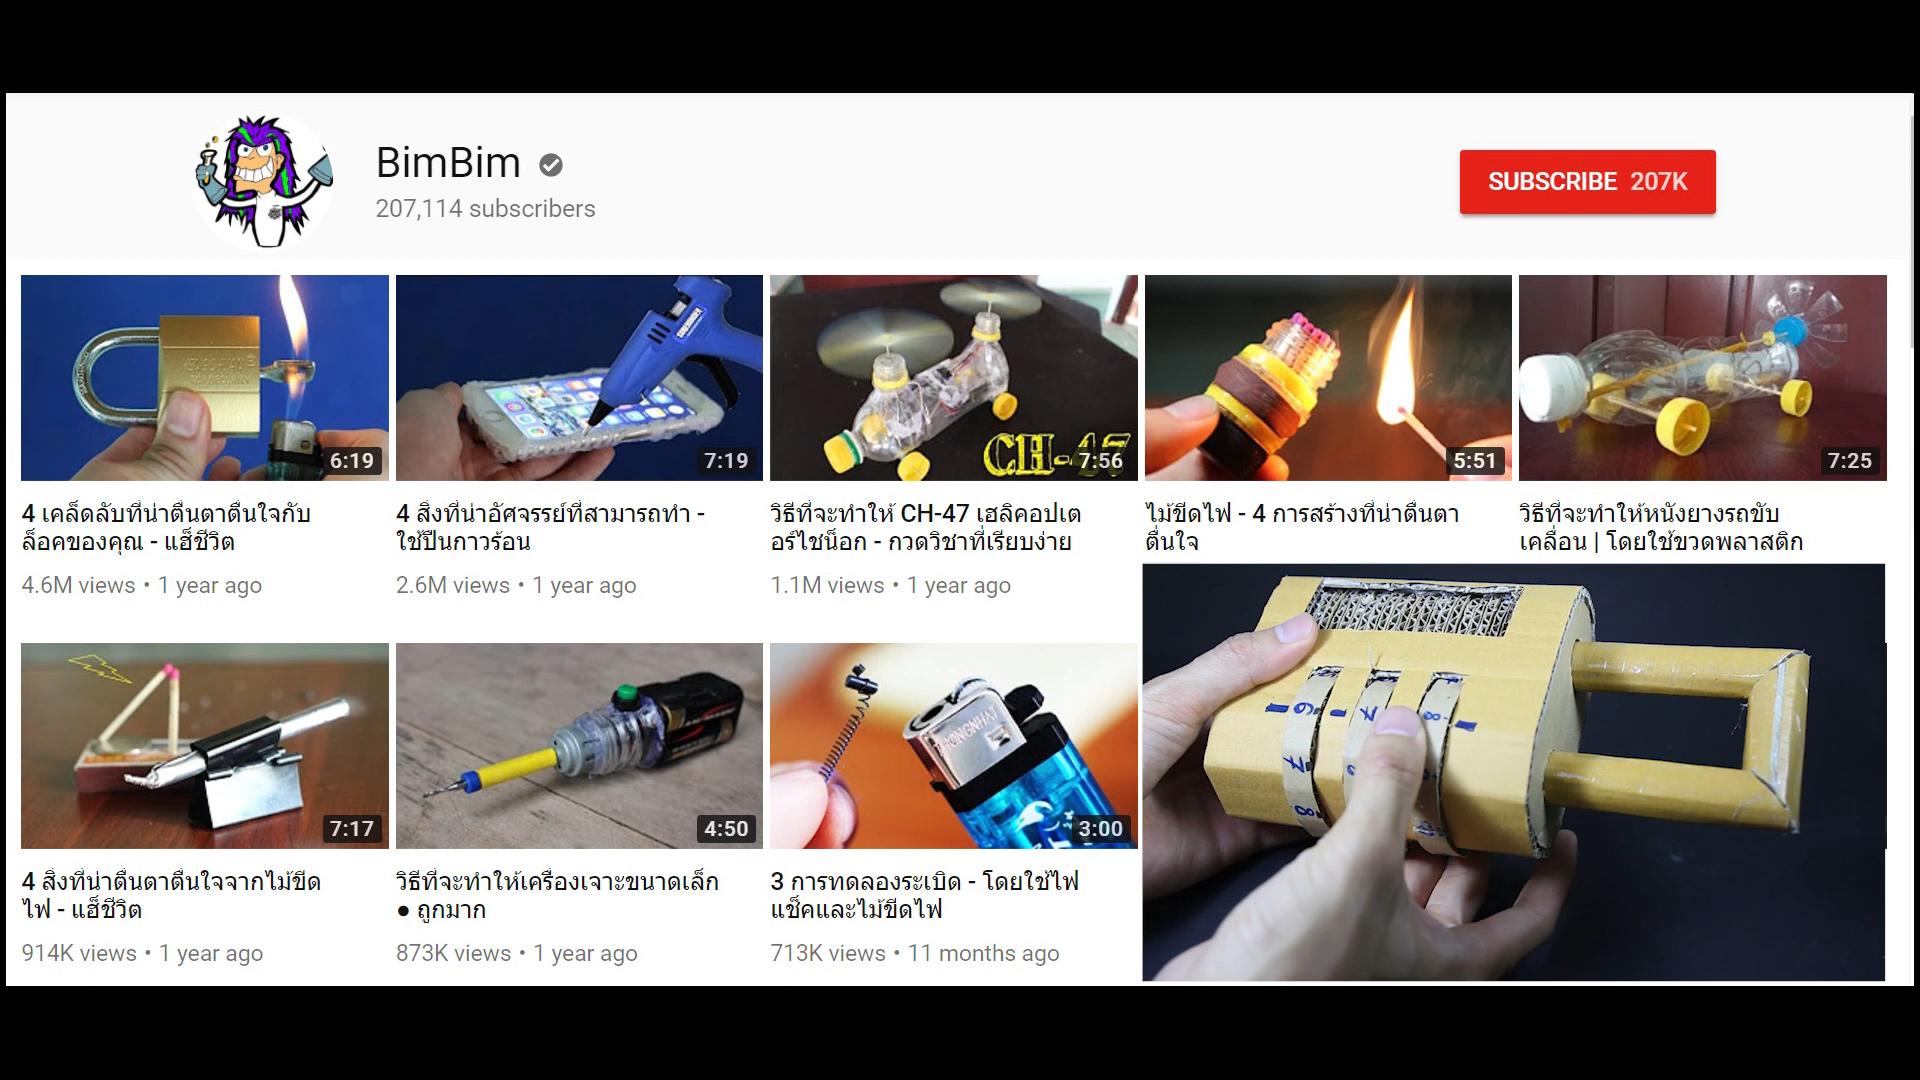 BimBim
207,114 subscribers
SUBSCRIBE 207K
6:19
7:19
CH-47
7:56
5:51
7:25
4 เคล็ดลับที่น่าตื่นตาตื่นใจกับ
ล็อคของคุณ - แฮ็ชีวิต
4.6M views • 1 year ago
4 สิ่งที่น่าอัศจรรย์ที่สามารถทำ -
ใช้ปืนกาวร้อน
2.6M views • 1 year ago
วิธีที่จะทำให้ CH-47 เฮลิคอปเต
อร์ไชน็อก - กวดวิชาที่เรียบง่าย
1.1M views • 1 year ago
ไม้ขีดไฟ - 4 การสร้างที่น่าตื่นตา
ตื่นใจ
วิธีที่จะทำให้หนังยางรถขับ
เคลื่อน | โดยใช้ขวดพลาสติก
7:17
4:50
3:00
4 สิ่งที่น่าตื่นตาตื่นใจจากไม้ขีด
ไฟ - แฮ็ชีวิต
914K views • 1 year ago
วิธีที่จะทำให้เครื่องเจาะขนาดเล็ก
● ถูกมาก
873K views • 1 year ago
3 การทดลองระเบิด - โดยใช้ไฟ
แช็คและไม้ขีดไฟ
713K views • 11 months ago
6 7 8
7
8